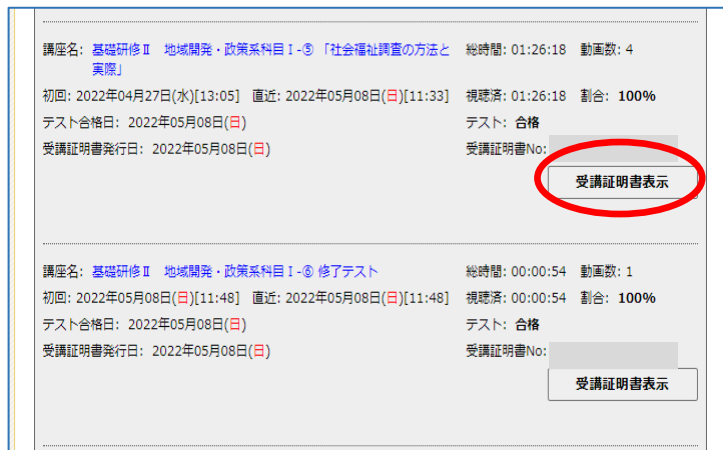 講座名: 基礎研修Ⅱ 地域開発・政策系科目Ⅰ-⑤ 「社会福祉調査の方法と 総時間: 01:26:18 動画数: 4
実際」
初回: 2022年04月27日(水)[13:05] 直近: 2022年05月08日(日)[11:33] 視聴済: 01:26:18 割合: 100%
テスト合格日: 2022年05月08日(日) テスト: 合格
受講証明書発行日: 2022年05月08日(日) 受講証明書No:
受講証明書表示
講座名: 基礎研修Ⅱ 地域開発・政策系科目Ⅰ-⑥ 修了テスト 総時間: 00:00:54 動画数: 1
初回: 2022年05月08日(日)[11:48] 直近: 2022年05月08日(日)[11:48] 視聴済: 00:00:54 割合: 100%
テスト合格日: 2022年05月08日(日) テスト: 合格
受講証明書発行日: 2022年05月08日(日) 受講証明書No:
受講証明書表示